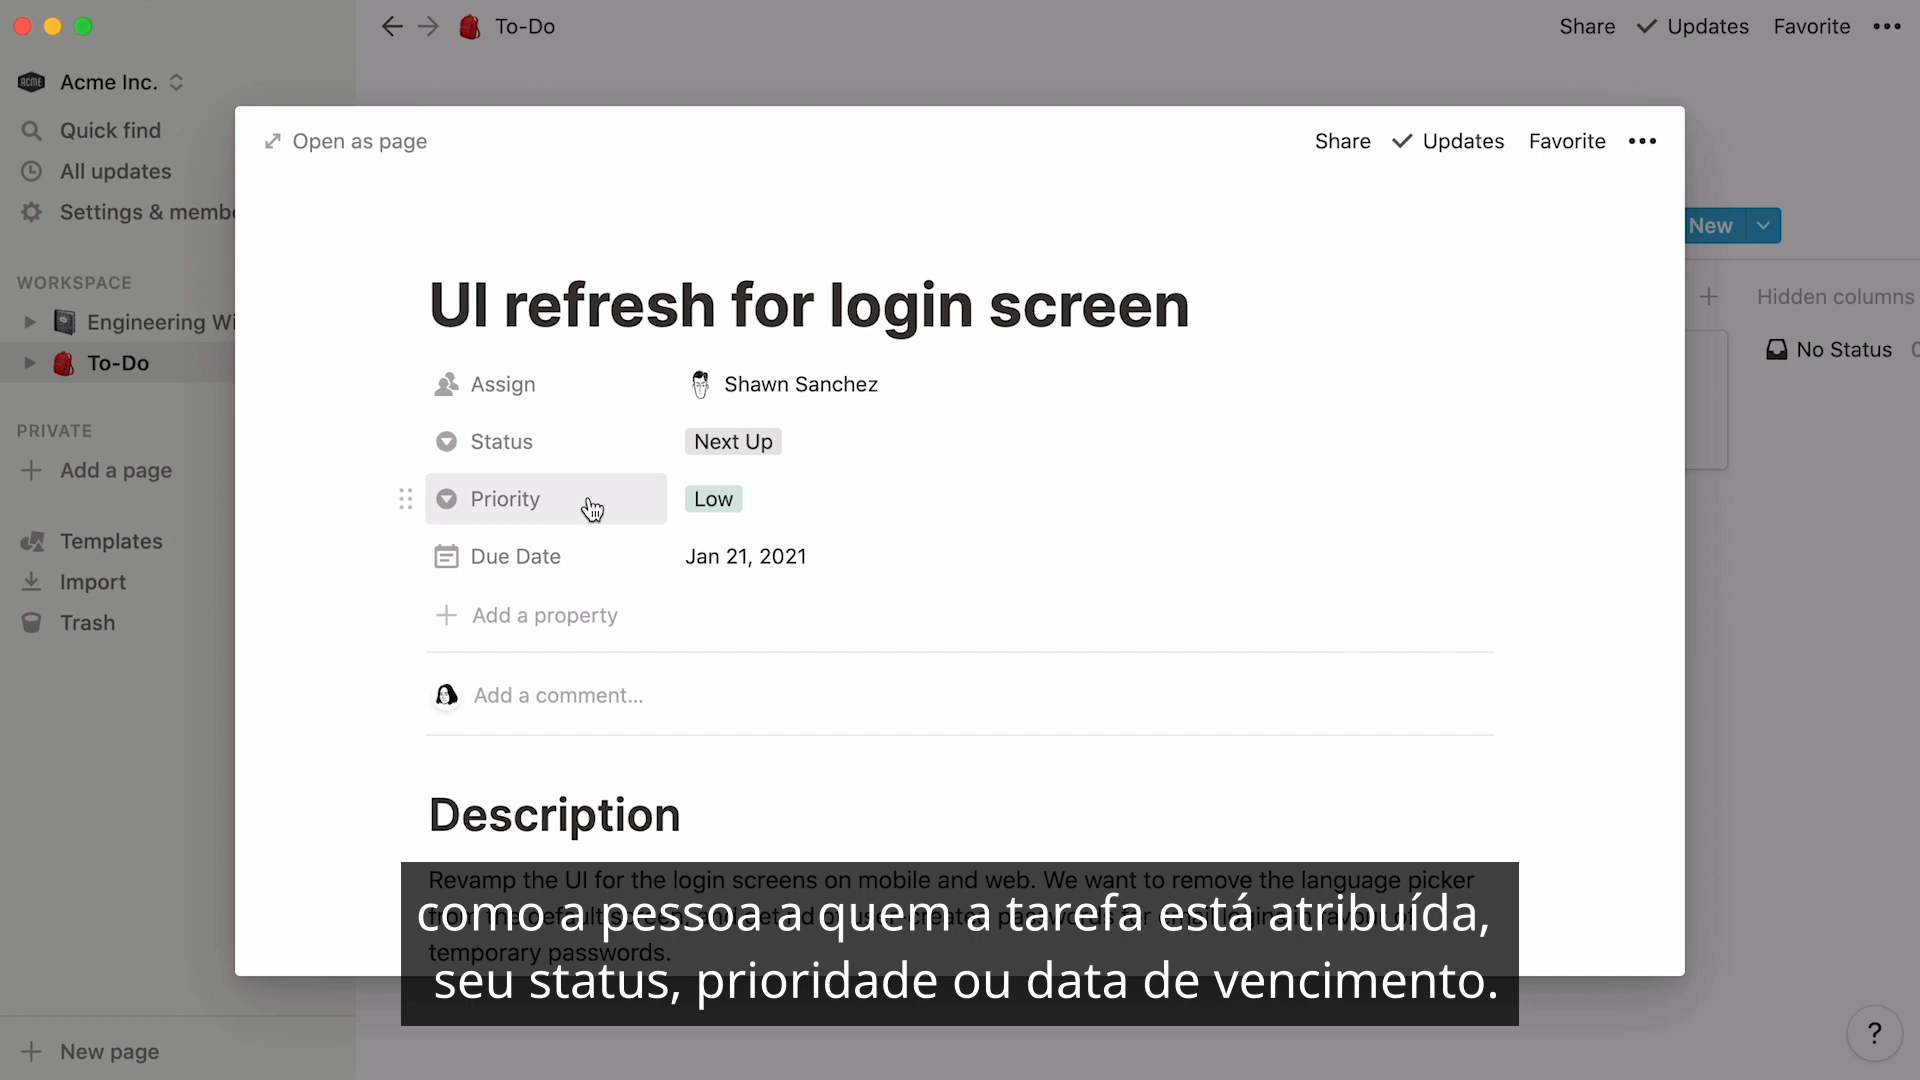 To-Do
Share
Updates
Favorite
ACME
Acme Inc.
Quick find
All updates
Settings & membe
WORKSPACE
Engineering Wi
To-Do
PRIVATE
Add a page
Templates
Import
Trash
New page
Open as page
Share
Updates
Favorite
UI refresh for login screen
Assign
Shawn Sanchez
Status
Next Up
Priority
Low
Due Date
Jan 21, 2021
Add a property
Add a comment...
Description
Revamp the UI for the login screens on mobile and web. We want to remove the language picker
temporary passwords.
como a pessoa a quem a tarefa está atribuída,
seu status, prioridade ou data de vencimento.
New
Hidden columns
No Status
?